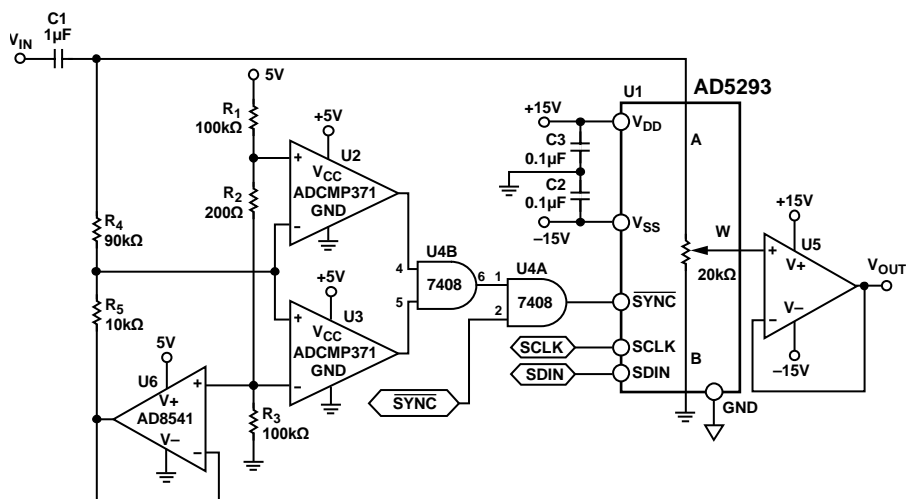 C1
1µF
VIN
5V
R1
100kΩ
+5V
U2
VCC
ADCMP371
GND
+
–
R2
200Ω
R4
90kΩ
R5
10kΩ
+5V
U3
VCC
ADCMP371
GND
+
–
5V
U6
V+
AD8541
V–
+
–
R3
100kΩ
U4B
4
5
7408
6
U4A
1
2
7408
SYNC
SCLK
SDIN
U1
AD5293
+15V
VDD
C3
0.1µF
C2
0.1µF
–15V
VSS
SYNC
SCLK
SDIN
A
W
20kΩ
B
GND
+15V
U5
V+
V–
+
–
–15V
VOUT